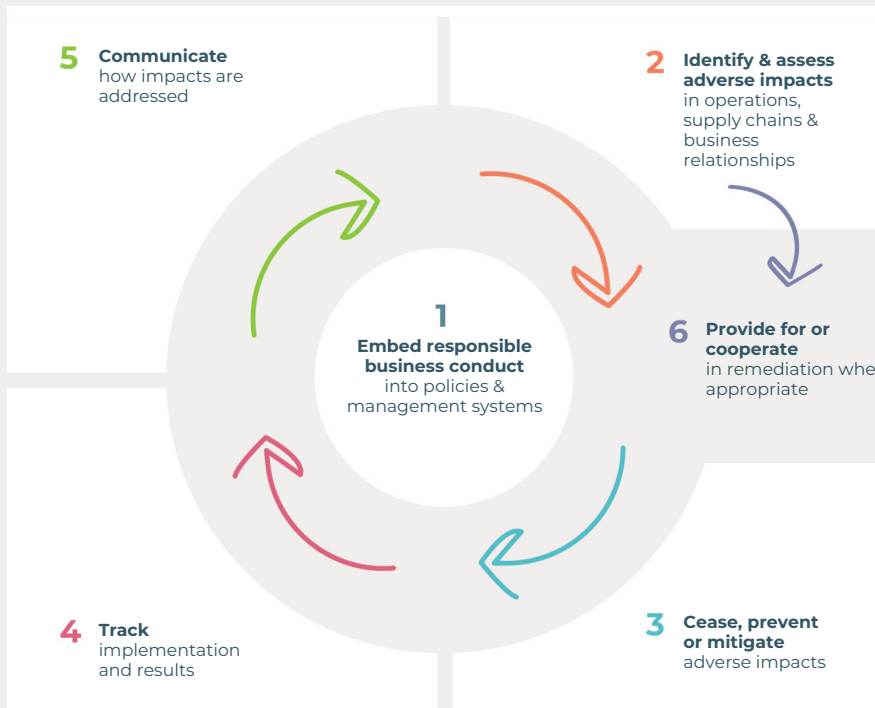 5
Communicate
how impacts are
addressed
2
Identify & assess
adverse impacts
in operations,
supply chains &
business
relationships
1
Embed responsible
business conduct
into policies &
management systems
6
Provide for or
cooperate
in remediation whe
appropriate
4
Track
implementation
and results
3
Cease, prevent
or mitigate
adverse impacts